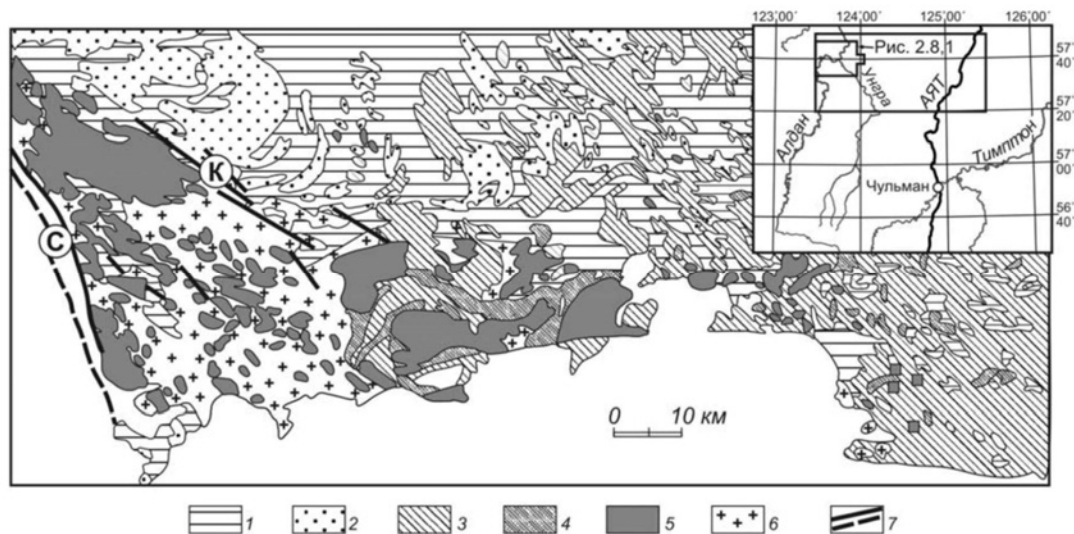 123°00' 124°00' 125°00' 126°00'
Рис. 2.8,1
57°
40'
Унгра
АЯТ
57°
20'
Алдан
Тимптон
57°
00'
Чульман
56°
40'
К
С
0 10 км
1 2 3 4 5 6 7